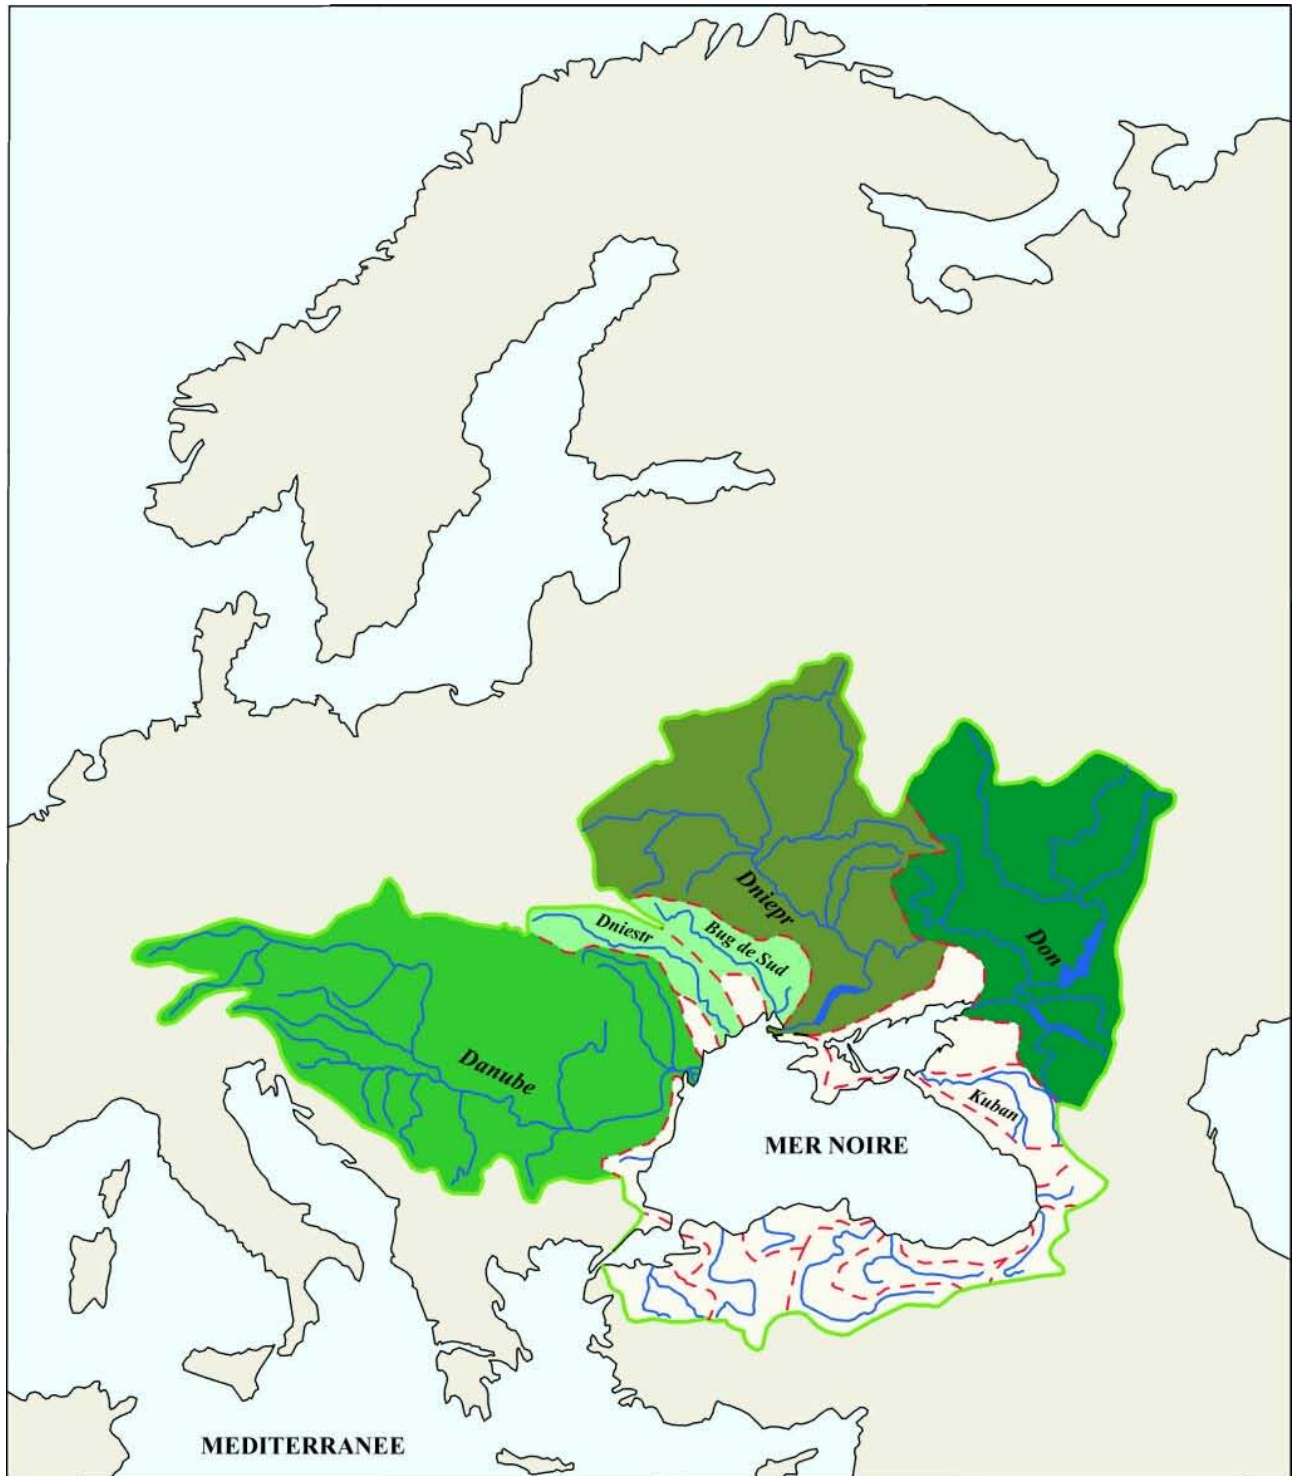 Dniepr
Dniestr
Bug de Sud
Don
Danube
Kuban
MER NOIRE
MEDITERRANEE